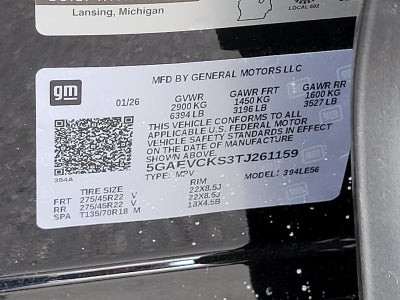 Lansing, Michigan
LOCAL 602
gm
MFD BY GENERAL MOTORS LLC
01/26 GVWR GAWR FRT GAWR RR
2900 KG 1450 KG 1600 KG
6394 LB 3196 LB 3527 LB
THIS VEHICLE CONFORMS TO ALL
APPLICABLE U.S. FEDERAL MOTOR
VEHICLE SAFETY STANDARDS IN EFFECT
ON THE DATE OF MANUFACTURE
SHOWN ABOVE
5GAEVCKS3TJ261159
TYPE: MPV MODEL: 394LE56
384A
TIRE SIZE RIM
FRT 275/45R22 V 22X8.5J
RR 275/45R22 V 22X8.5J
SPA T135/70R18 M 18X4.5B